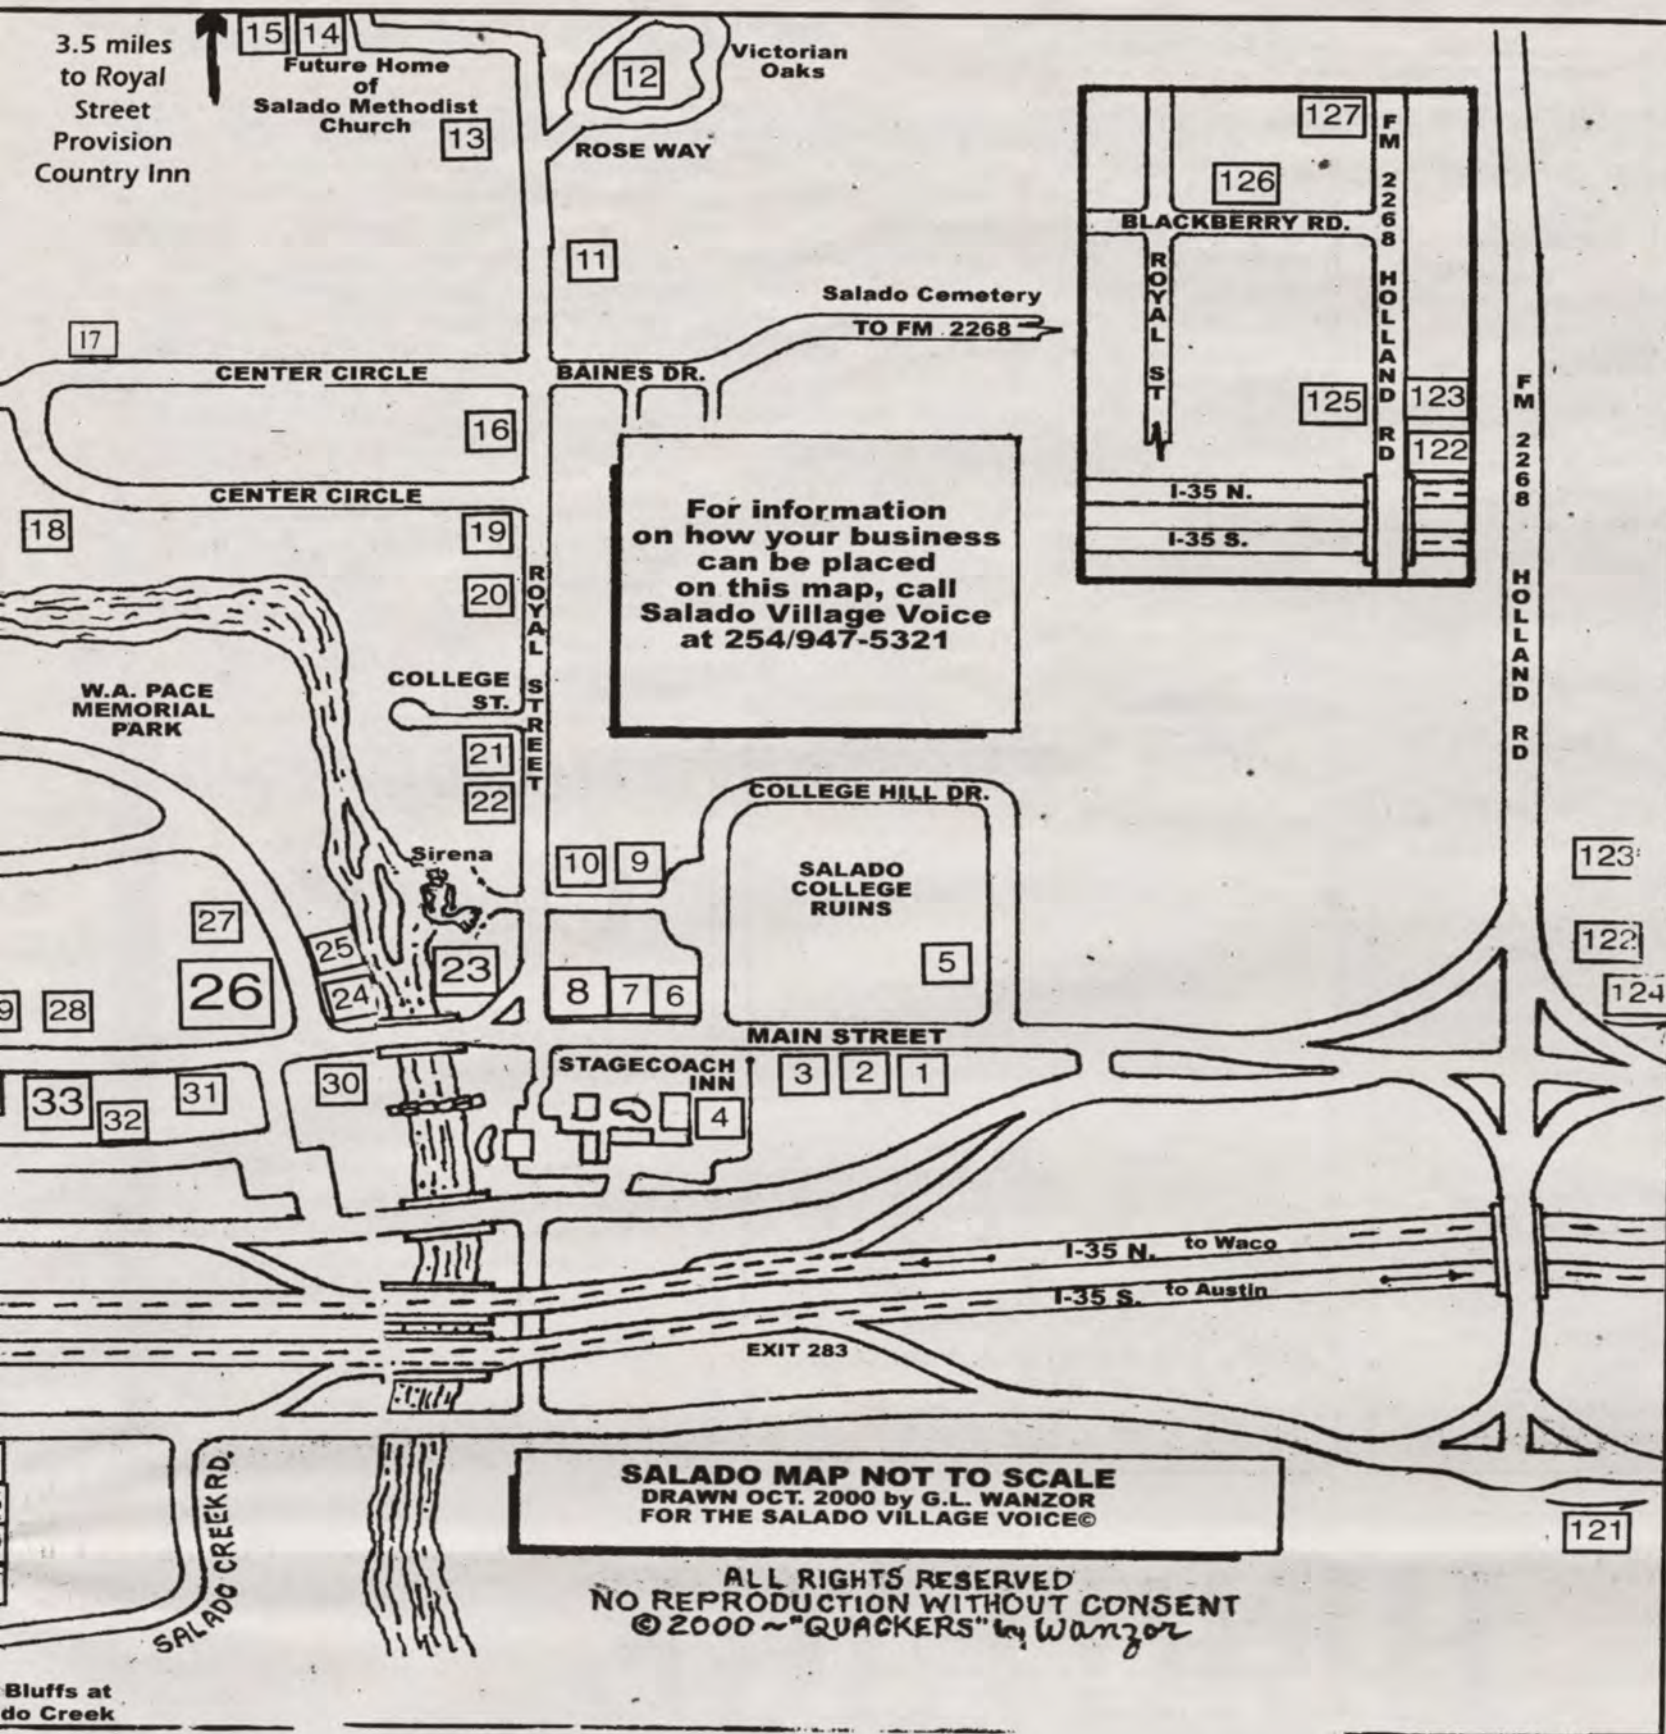 3.5 miles
to Royal
Street
Provision
Country Inn
15
14
Future Home
of
Salado Methodist
Church
13
12
Victorian
Oaks
ROSE WAY
11
17
CENTER CIRCLE
BAINES DR.
Salado Cemetery
TO FM 2268
16
CENTER CIRCLE
18
19
20
ROYAL STREET
For information
on how your business
can be placed
on this map, call
Salado Village Voice
at 254/947-5321
127
126
FM 2268 HOLLAND RD
BLACKBERRY RD.
ROYAL ST
125
123
122
I-35 N.
I-35 S.
FM 2268 HOLLAND RD
W.A. PACE
MEMORIAL
PARK
COLLEGE
ST.
21
22
COLLEGE HILL DR.
Sirena
10
9
SALADO
COLLEGE
RUINS
5
123
122
124
27
25
24
23
26
9
28
8
7
6
MAIN STREET
STAGECOACH
INN
3
2
1
4
33
32
31
30
I-35 N. to Waco
I-35 S. to Austin
EXIT 283
SALADO CREEK RD.
SALADO MAP NOT TO SCALE
DRAWN OCT. 2000 by G.L. WANZOR
FOR THE SALADO VILLAGE VOICE©
121
ALL RIGHTS RESERVED
NO REPRODUCTION WITHOUT CONSENT
©2000~"QUACKERS" by Wanzor
Bluffs at
do Creek